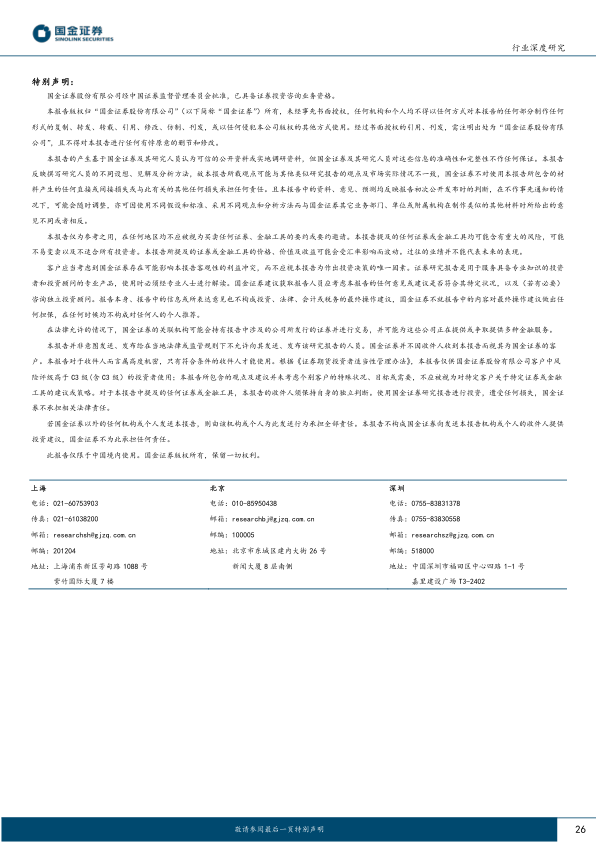 国金证券
SINOLINK SECURITIES
行业深度研究
特别声明：
国金证券股份有限公司经中国证券监督管理委员会批准，已具备证券投资咨询业务资格。
本报告版权归“国金证券股份有限公司”（以下简称“国金证券”）所有，未经事先书面授权，任何机构和个人均不得以任何方式对本报告的任何部分制作任何
形式的复制、转发、转载、引用、修改、仿制、刊发，或以任何侵犯本公司版权的其他方式使用。经过书面授权的引用、刊发，需注明出处为“国金证券股份有限
公司”，且不得对本报告进行任何有悖原意的删节和修改。
本报告的产生基于国金证券及其研究人员认为可信的公开资料或实地调研资料，但国金证券及其研究人员对这些信息的准确性和完整性不作任何保证。本报告
反映撰写研究人员的不同设想、见解及分析方法，故本报告所载观点可能与其他类似研究报告的观点及市场实际情况不一致，国金证券不对使用本报告所包含的材
料产生的任何直接或间接损失或与此有关的其他任何损失承担任何责任。且本报告中的资料、意见、预测均反映报告初次公开发布时的判断，在不作事先通知的情
况下，可能会随时调整，亦可因使用不同假设和标准、采用不同观点和分析方法而与国金证券其它业务部门、单位或附属机构在制作类似的其他材料时所给出的意
见不同或者相反。
本报告仅为参考之用，在任何地区均不应被视为买卖任何证券、金融工具的要约或要约邀请。本报告提及的任何证券或金融工具均可能含有重大的风险，可能
不易变卖以及不适合所有投资者。本报告所提及的证券或金融工具的价格、价值及收益可能会受汇率影响而波动。过往的业绩并不能代表未来的表现。
客户应当考虑到国金证券存在可能影响本报告客观性的利益冲突，而不应视本报告为作出投资决策的唯一因素。证券研究报告是用于服务具备专业知识的投资者
和投资顾问的专业产品，使用时必须经专业人士进行解读。国金证券建议获取报告人员应考虑本报告的任何意见或建议是否符合其特定状况，以及（若有必要）
咨询独立投资顾问。报告本身、报告中的信息或所表达意见也不构成投资、法律、会计或税务的最终操作建议，国金证券不就报告中的内容对最终操作建议做出任
何担保，在任何时候均不构成对任何人的个人推荐。
在法律允许的情况下，国金证券的关联机构可能会持有报告中涉及的公司所发行的证券并进行交易，并可能为这些公司正在提供或争取提供多种金融服务。
本报告并非意图发送、发布给在当地法律或监管规则下不允许向其发送、发布该研究报告的人员。国金证券并不因收件人收到本报告而视其为国金证券的客
户。本报告对于收件人而言属高度机密，只有符合条件的收件人才能使用。根据《证券期货投资者适当性管理办法》，本报告仅供国金证券股份有限公司客户中风
险评级高于 C3 级（含 C3 级）的投资者使用；本报告所包含的观点及建议并未考虑个别客户的特殊状况、目标或需要，不应被视为对特定客户关于特定证券或金融
工具的建议或策略。对于本报告中提及的任何证券或金融工具，本报告的收件人须保持自身的独立判断。使用国金证券研究报告进行投资，遭受任何损失，国金证
券不承担相关法律责任。
若国金证券以外的任何机构或个人发送本报告，则由该机构或个人为此发送行为承担全部责任。本报告不构成国金证券向发送本报告机构或个人的收件人提供
投资建议，国金证券不为此承担任何责任。
此报告仅限于中国境内使用。国金证券版权所有，保留一切权利。
上海
电话：021-60753903
传真：021-61038200
邮箱：researchsh@gjzq.com.cn
邮编：201204
地址：上海浦东新区芳甸路 1088 号
紫竹国际大厦 7 楼
北京
电话：010-85950438
邮箱：researchbj@gjzq.com.cn
邮编：100005
地址：北京市东城区建内大街 26 号
新闻大厦 8 层南侧
深圳
电话：0755-83831378
传真：0755-83830558
邮箱：researchsz@gjzq.com.cn
邮编：518000
地址：中国深圳市福田区中心四路 1-1 号
嘉里建设广场 T3-2402
敬请参阅最后一页特别声明
26